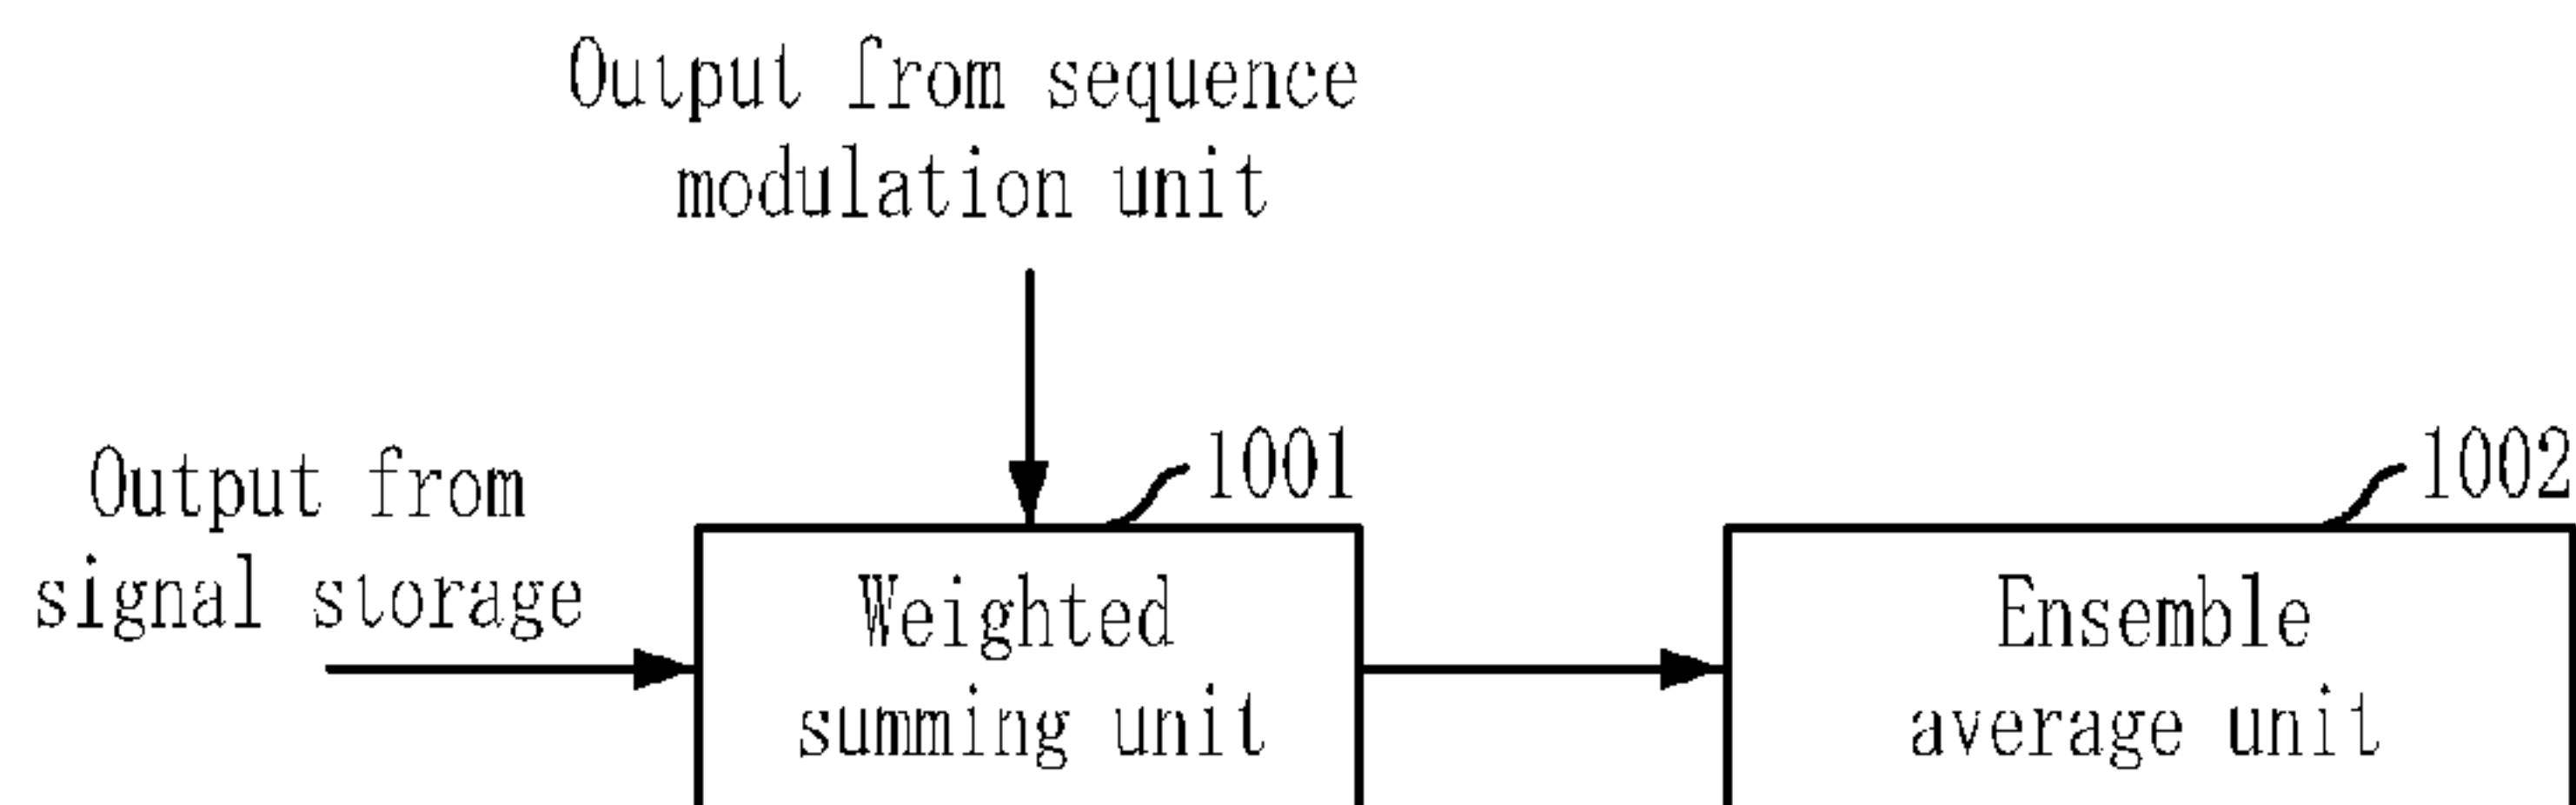 Output from sequence
modulation unit
Output from
signal storage
1001
Weighted
summing unit
1002
Ensemble
average unit